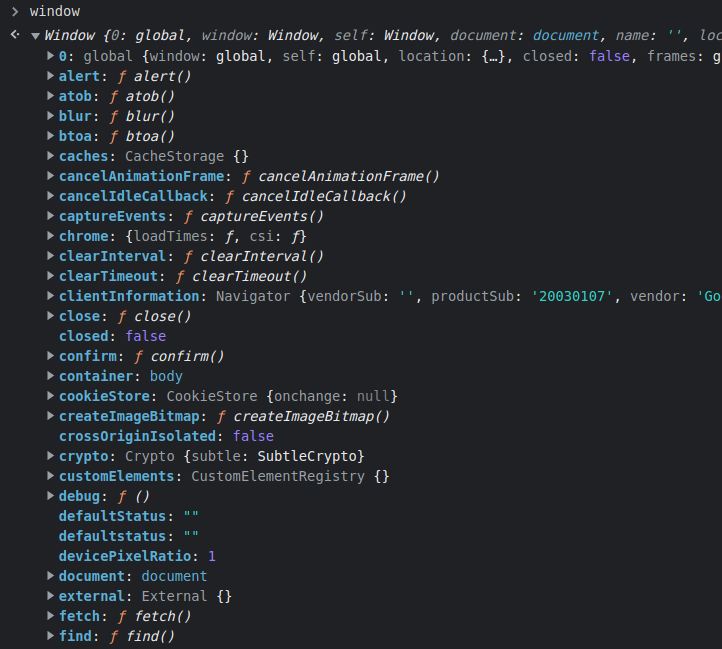 > window
Window {0: global, window: Window, self: Window, document: document, name: '', loc
0: global {window: global, self: global, location: {…}, closed: false, frames: g
alert: ƒ alert()
atob: ƒ atob()
blur: ƒ blur()
btoa: ƒ btoa()
caches: CacheStorage {}
cancelAnimationFrame: ƒ cancelAnimationFrame()
cancelIdleCallback: ƒ cancelIdleCallback()
captureEvents: ƒ captureEvents()
chrome: {loadTimes: ƒ, csi: ƒ}
clearInterval: ƒ clearInterval()
clearTimeout: ƒ clearTimeout()
clientInformation: Navigator {vendorSub: '', productSub: '20030107', vendor: 'Go
close: ƒ close()
closed: false
confirm: ƒ confirm()
container: body
cookieStore: CookieStore {onchange: null}
createImageBitmap: ƒ createImageBitmap()
crossOriginIsolated: false
crypto: Crypto {subtle: SubtleCrypto}
customElements: CustomElementRegistry {}
debug: ƒ ()
defaultStatus: ""
defaultstatus: ""
devicePixelRatio: 1
document: document
external: External {}
fetch: ƒ fetch()
find: ƒ find()